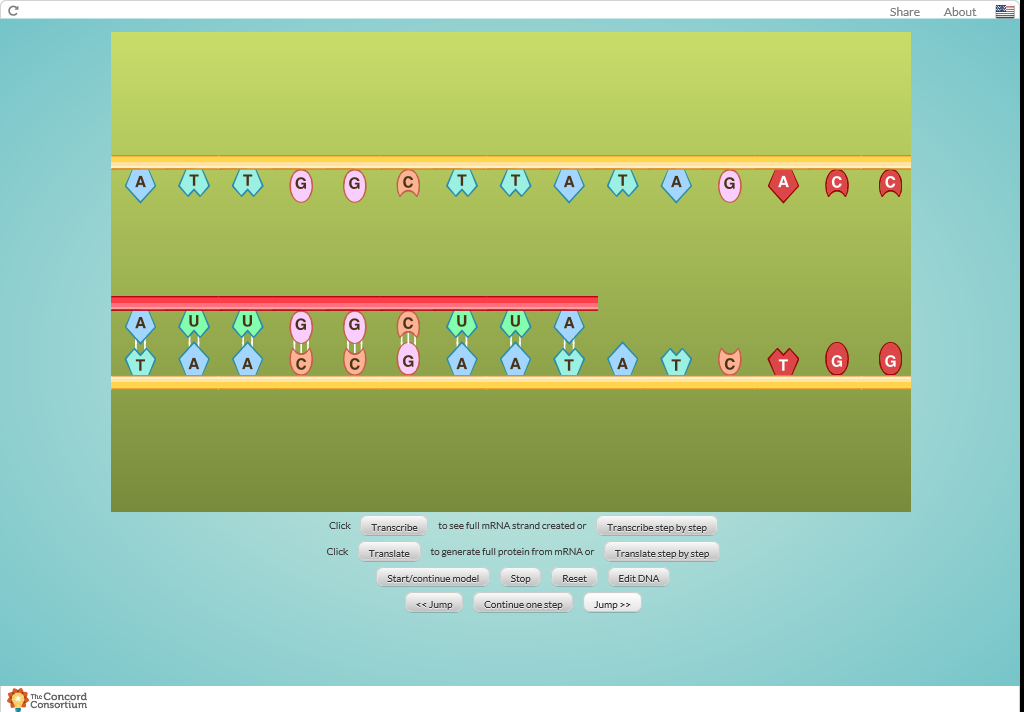 Share About
A T T G G C T T A T A G A C C
A U U G G C U U A
T A A C C G A A T A T C T G G
Click Transcribe to see full mRNA strand created or Transcribe step by step
Click Translate to generate full protein from mRNA or Translate step by step
Start/continue model Stop Reset Edit DNA
<< Jump Continue one step Jump >>
The Concord
Consortium